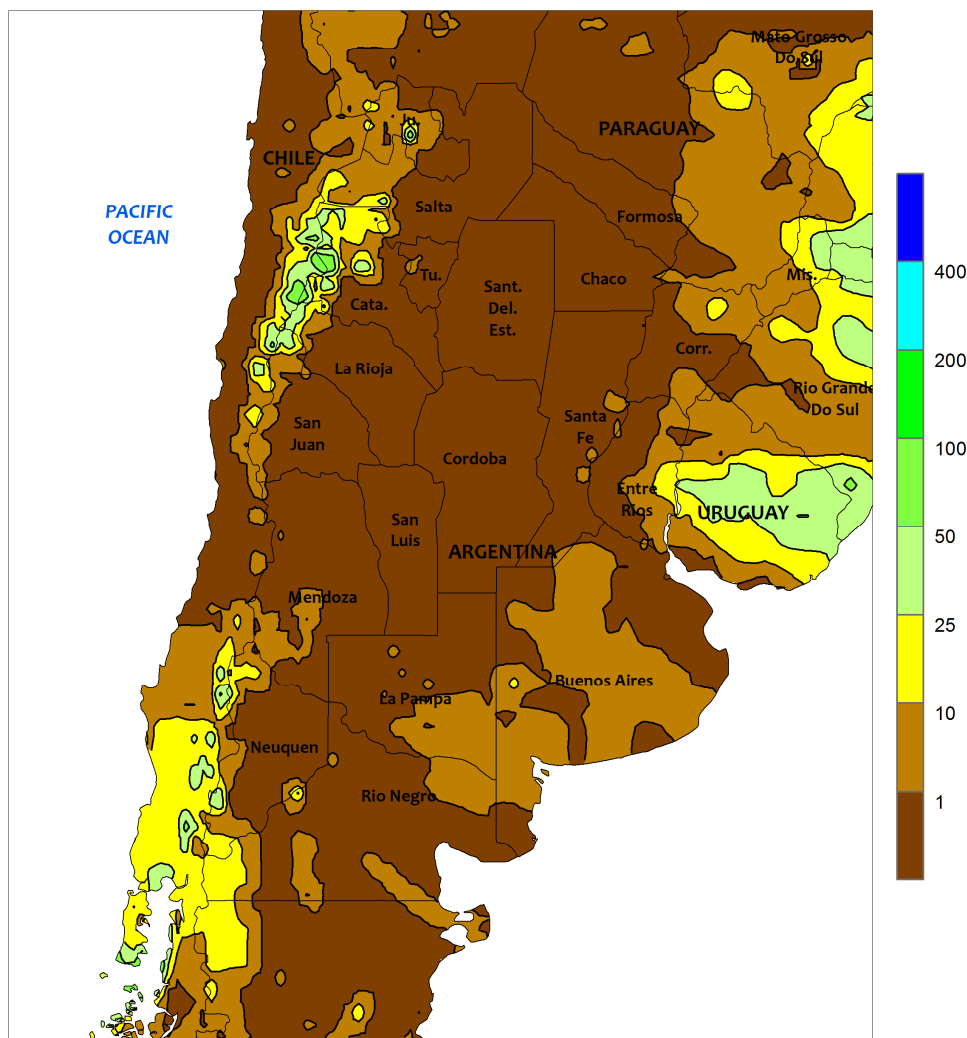 Mato Grosso
Do Sul
PARAGUAY
Ju.
CHILE
PACIFIC
OCEAN
Salta
Formosa
Tu.
Chaco
Mis.
Sant.
Del.
Est.
Cata.
Corr.
La Rioja
Rio Grande
Do Sul
San
Juan
Santa
Fe
Cordoba
Entre
Rios
URUGUAY
San
Luis
ARGENTINA
Mendoza
Buenos Aires
La Pampa
Neuquen
Rio Negro
400
200
100
50
25
10
1